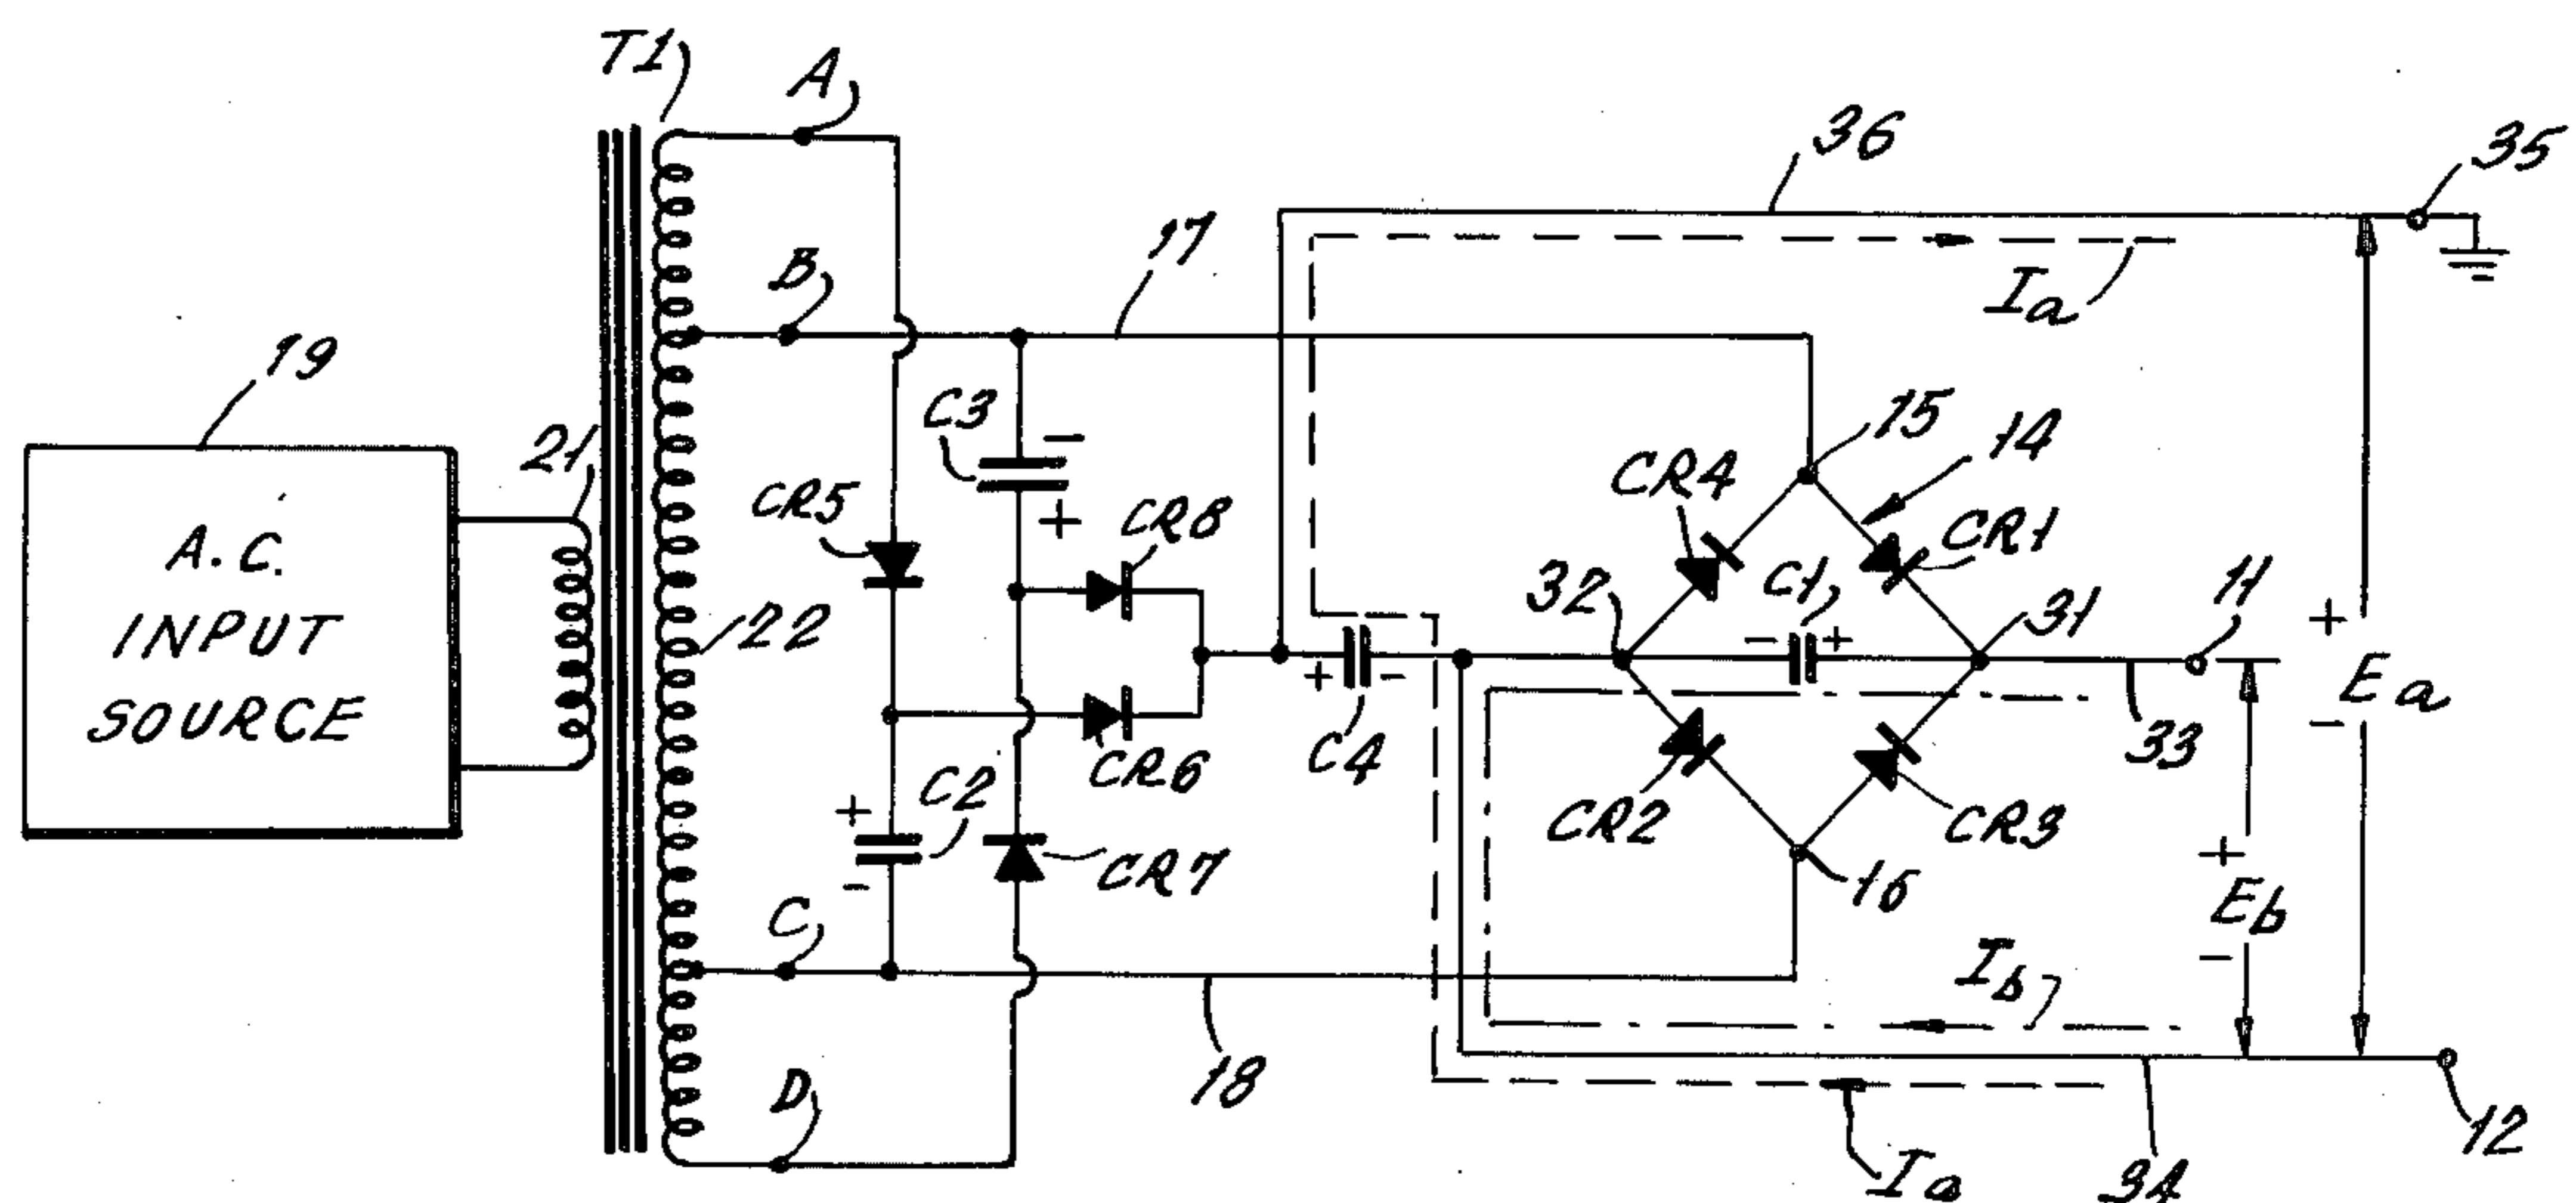 T1
A
36
35
17
B
Ia
19
C3
-
+
15
14
21
CR4
CR5
CR8
CR1
A.C.
INPUT
SOURCE
C1
11
32
- +
31
+
22
+ -
Ea
-
33
C4
CR6
C2
+
-
CR2
CR3
+
CR7
16
Eb
C
-
Ib
18
D
12
Ia
34